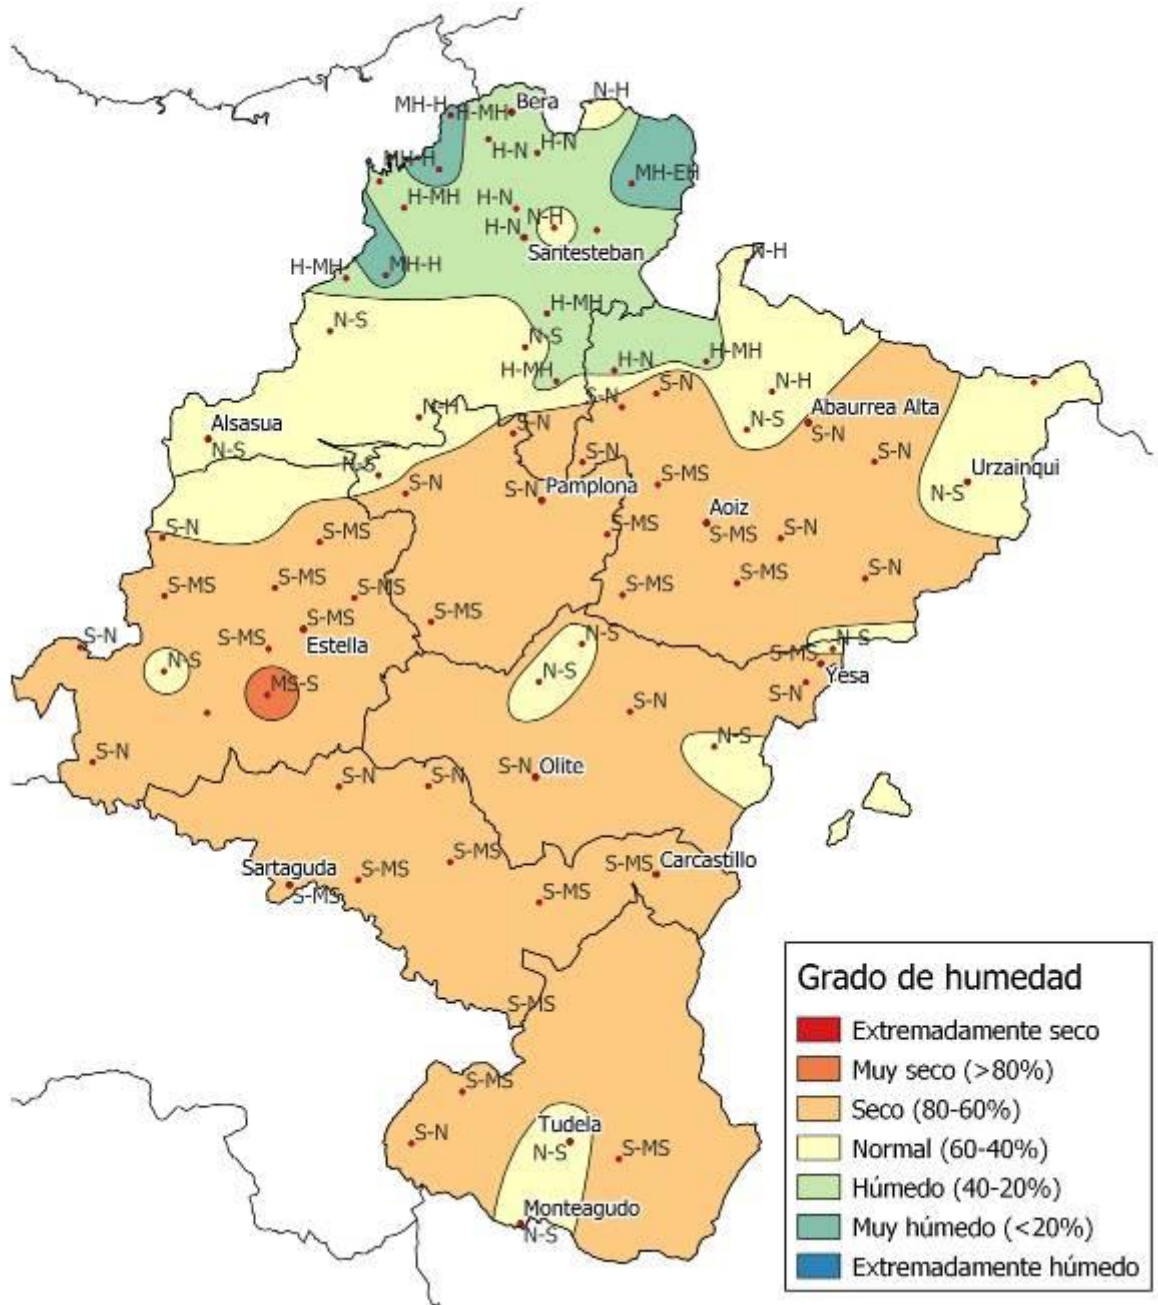 N-H
MH-H
H-MH
Bera
H-N
H-N
MH-H
MH-EH
H-MH
H-N
N-H
H-N
Santesteban
N-H
H-MH
MH-H
H-MH
N-S
N-S
H-MH
H-N
H-MH
S-N
N-H
N-H
S-N
Abaurrea Alta
Alsasua
S-N
N-S
S-N
N-S
S-N
S-N
N-S
Urzainqui
S-MS
S-N
S-N
Pamplona
N-S
Aoiz
S-N
S-MS
S-MS
S-MS
S-N
S-MS
S-MS
S-MS
S-MS
S-MS
S-N
S-MS
S-MS
S-N
S-MS
Estella
N-S
N-S
S-MS
Yesa
N-S
MS-S
N-S
S-N
S-N
N-S
S-N
S-N
Olite
S-N
S-N
S-MS
S-MS
Carcastillo
Sartaguda
S-MS
S-MS
S-MS
S-MS
S-MS
Tudela
S-N
N-S
S-MS
Monteagudo
N-S
Grado de humedad
Extremadamente seco
Muy seco (>80%)
Seco (80-60%)
Normal (60-40%)
Húmedo (40-20%)
Muy húmedo (<20%)
Extremadamente húmedo